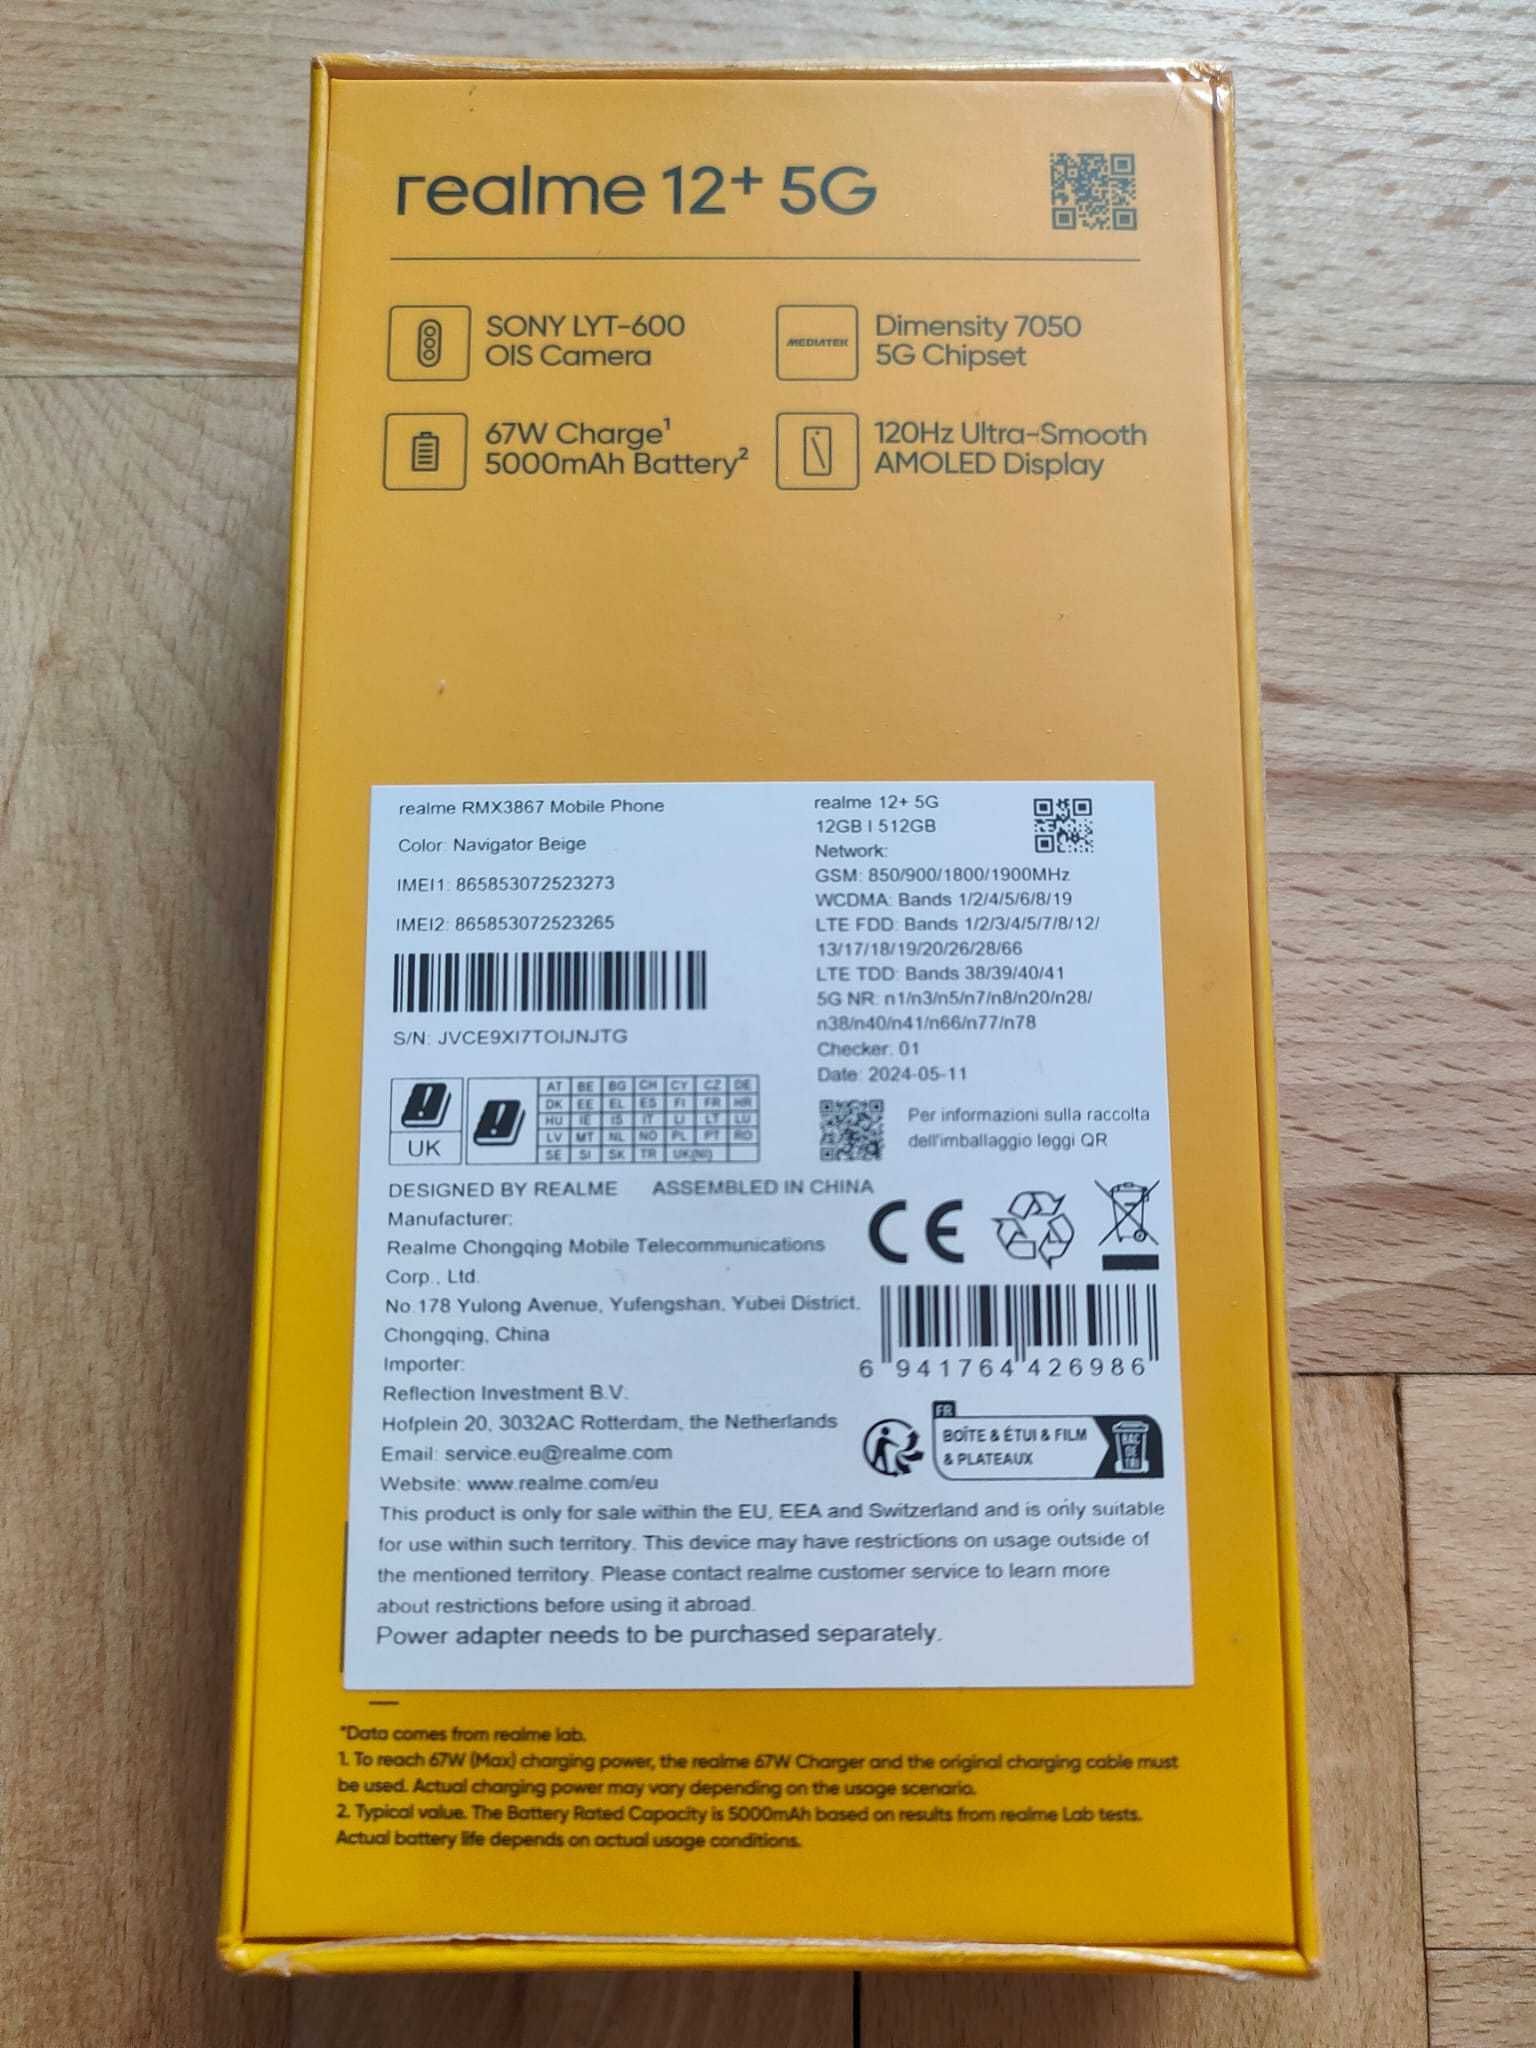 realme 12+ 5G
SONY LYT-600
OIS Camera
MEDIATEK
Dimensity 7050
5G Chipset
67W Charge¹
5000mAh Battery²
120Hz Ultra-Smooth
AMOLED Display
realme RMX3867 Mobile Phone
Color: Navigator Beige
IMEI1: 865853072523273
IMEI2: 865853072523265
S/N: JVCE9XI7TOIJNJTG
realme 12+ 5G
12GB I 512GB
Network:
GSM: 850/900/1800/1900MHz
WCDMA: Bands 1/2/4/5/6/8/19
LTE FDD: Bands 1/2/3/4/5/7/8/12/
13/17/18/19/20/26/28/66
LTE TDD: Bands 38/39/40/41
5G NR: n1/n3/n5/n7/n8/n20/n28/
n38/n40/n41/n66/n77/n78
Checker: 01
Date: 2024-05-11
UK
AT BE BG CH CY CZ DE
DK EE EL ES FI FR HR
HU IE IS IT LI LT LU
LV MT NL NO PL PT RO
SE SI SK TR UK(NI)
Per informazioni sulla raccolta
dell'imballaggio leggi QR
DESIGNED BY REALME ASSEMBLED IN CHINA
Manufacturer:
Realme Chongqing Mobile Telecommunications
Corp., Ltd.
No.178 Yulong Avenue, Yufengshan, Yubei District,
Chongqing, China
Importer:
Reflection Investment B.V.
Hofplein 20, 3032AC Rotterdam, the Netherlands
Email: service.eu@realme.com
Website: www.realme.com/eu
CE
6 941764 426986
FR
BOÎTE & ÉTUI & FILM
& PLATEAUX
BAC
DE
TRI
This product is only for sale within the EU, EEA and Switzerland and is only suitable
for use within such territory. This device may have restrictions on usage outside of
the mentioned territory. Please contact realme customer service to learn more
about restrictions before using it abroad.
Power adapter needs to be purchased separately.
*Data comes from realme lab.
1. To reach 67W (Max) charging power, the realme 67W Charger and the original charging cable must
be used. Actual charging power may vary depending on the usage scenario.
2. Typical value. The Battery Rated Capacity is 5000mAh based on results from realme Lab tests.
Actual battery life depends on actual usage conditions.